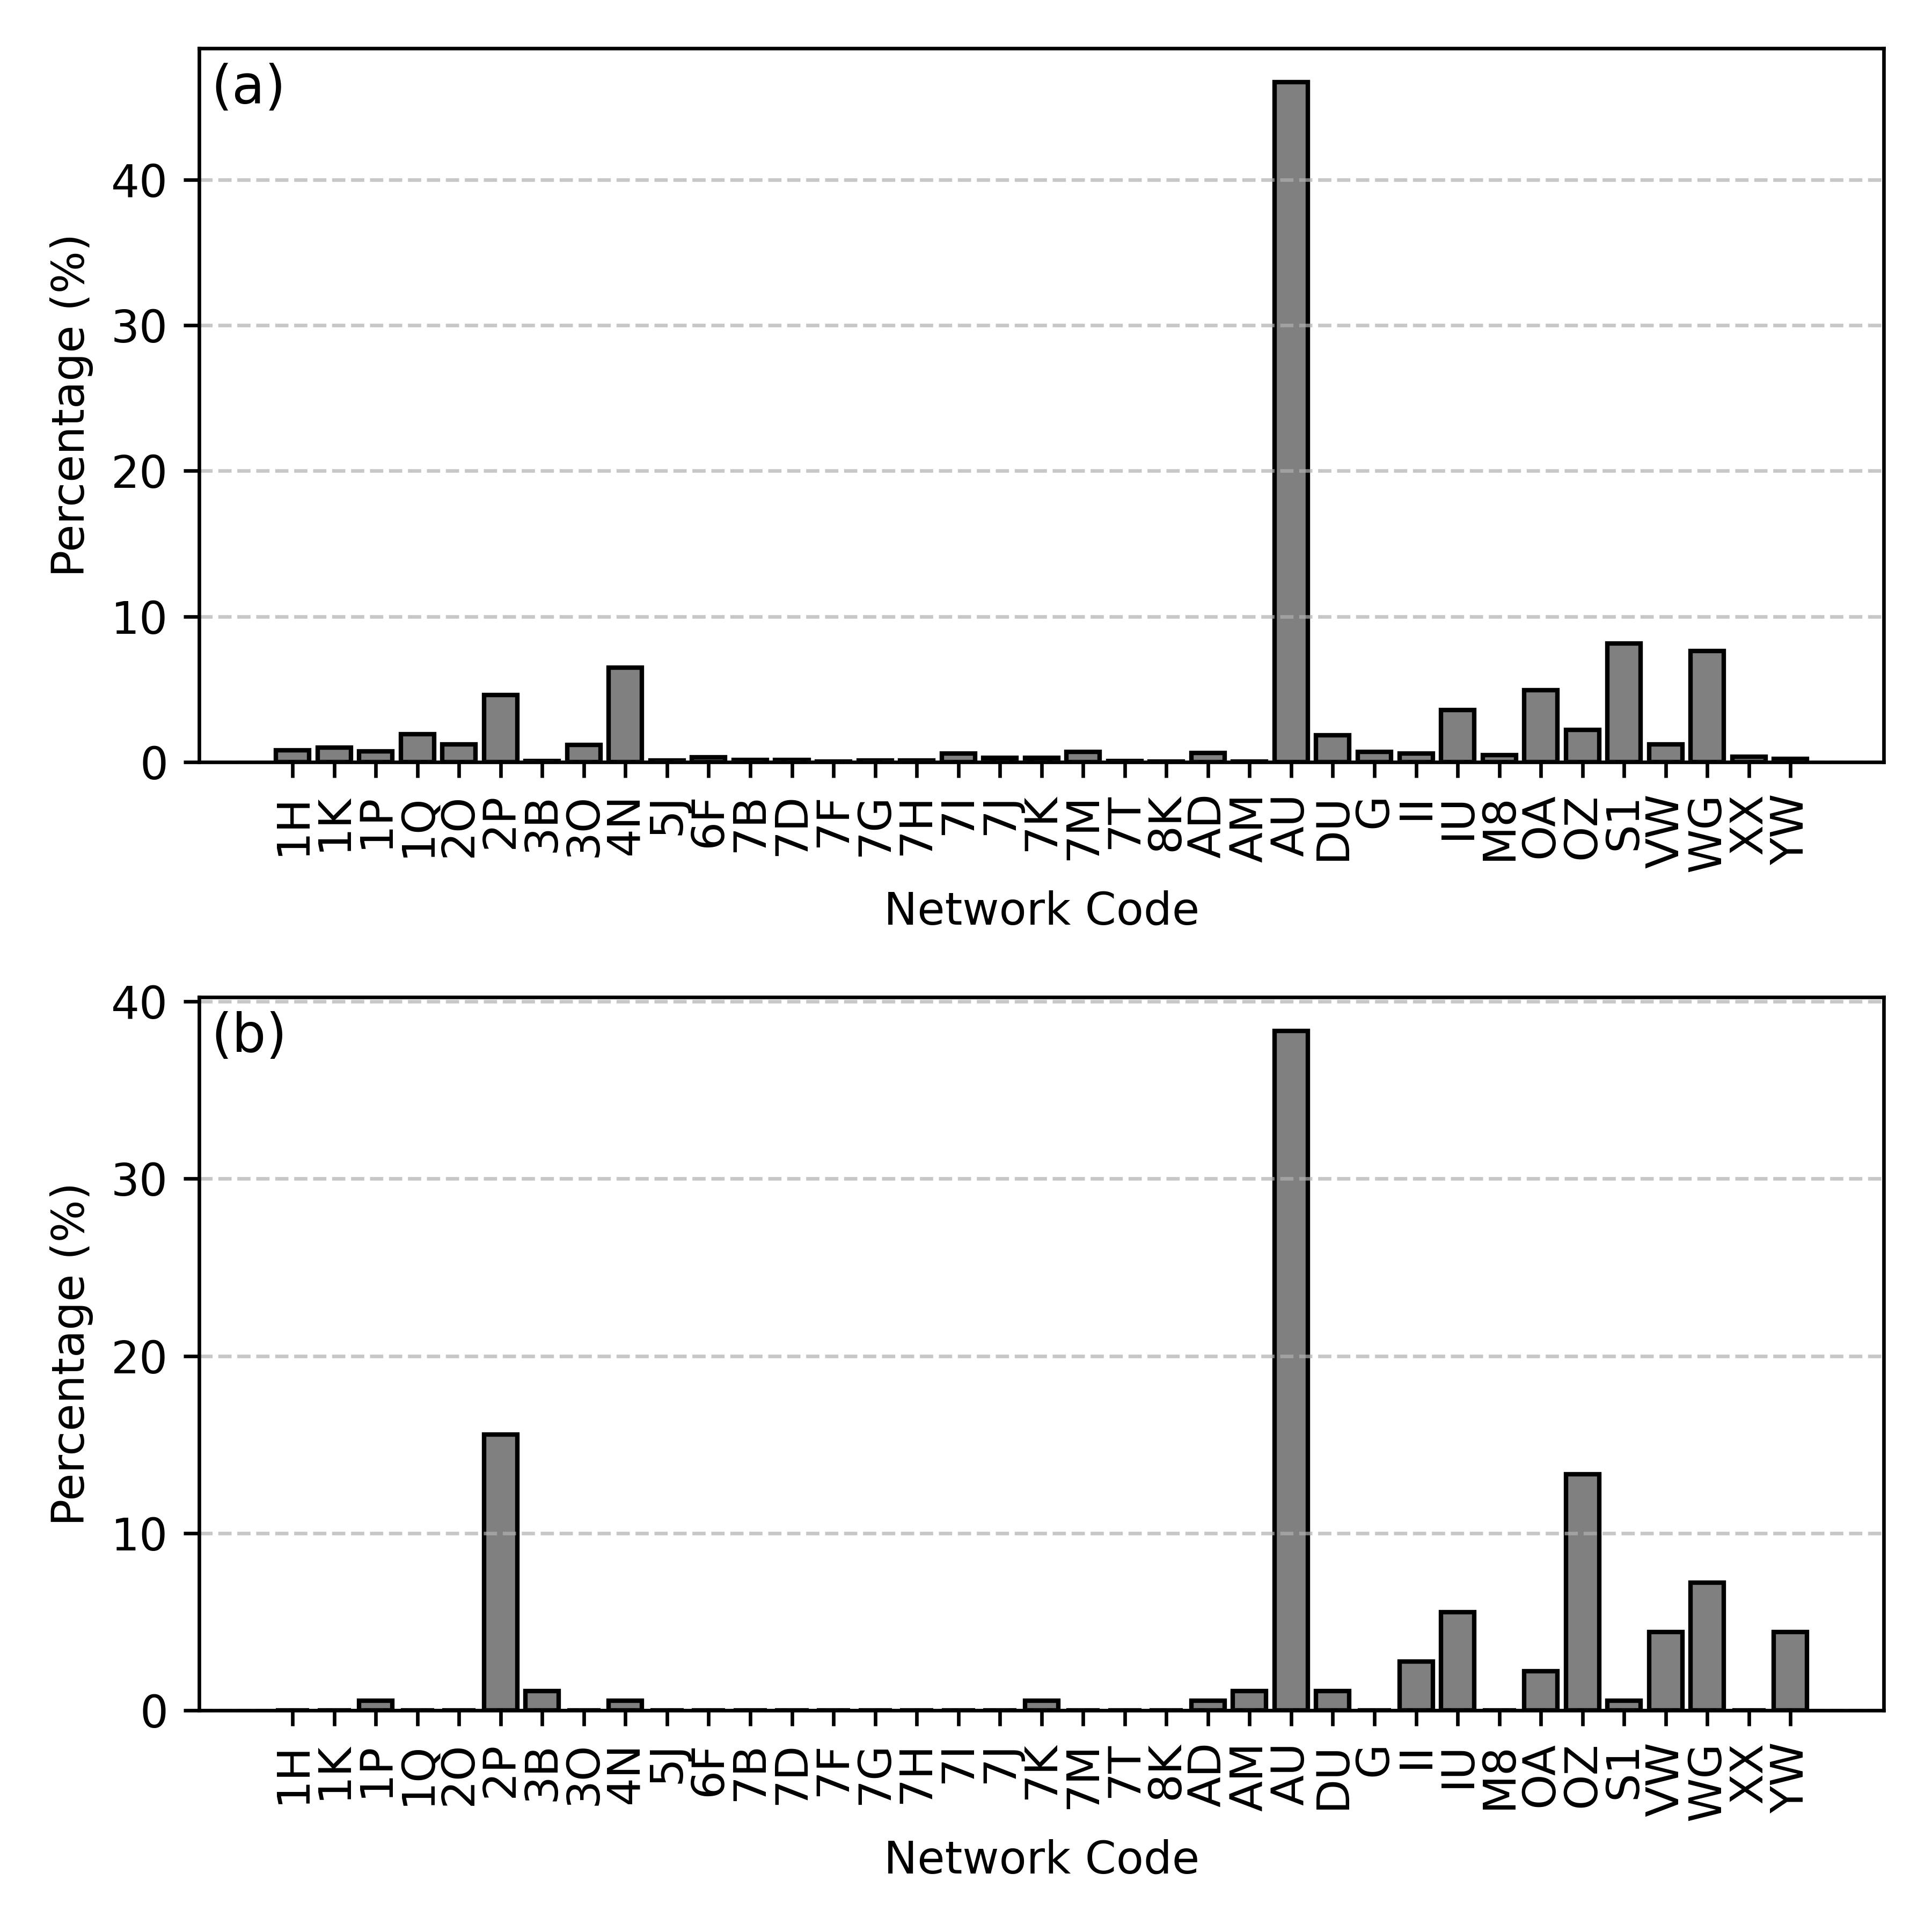 (a)
Percentage (%)
40
30
20
10
0
1H 1K 1P 1Q 2O 2P 3B 3O 4N 5J 6F 7B 7D 7F 7G 7H 7I 7J 7K 7M 7T 8K AD AM AU DU G II IU M8 OA OZ S1 VW WG XX YW
Network Code
(b)
Percentage (%)
40
30
20
10
0
1H 1K 1P 1Q 2O 2P 3B 3O 4N 5J 6F 7B 7D 7F 7G 7H 7I 7J 7K 7M 7T 8K AD AM AU DU G II IU M8 OA OZ S1 VW WG XX YW
Network Code